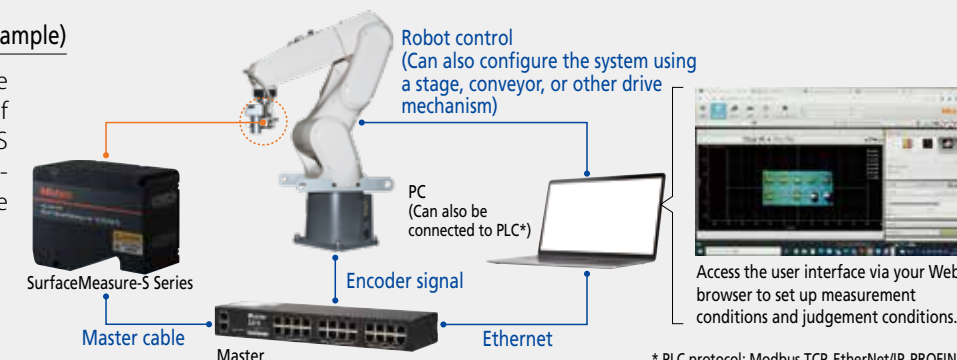 ample)
e
f
S
-
e
Robot control
(Can also configure the system using
a stage, conveyor, or other drive
mechanism)
PC
(Can also be
connected to PLC*)
SurfaceMeasure-S Series
Encoder signal
Master cable
Ethernet
Master
Access the user interface via your Web
browser to set up measurement
conditions and judgement conditions.
* PLC protocol: Modbus TCP, EtherNet/IP, PROFIN